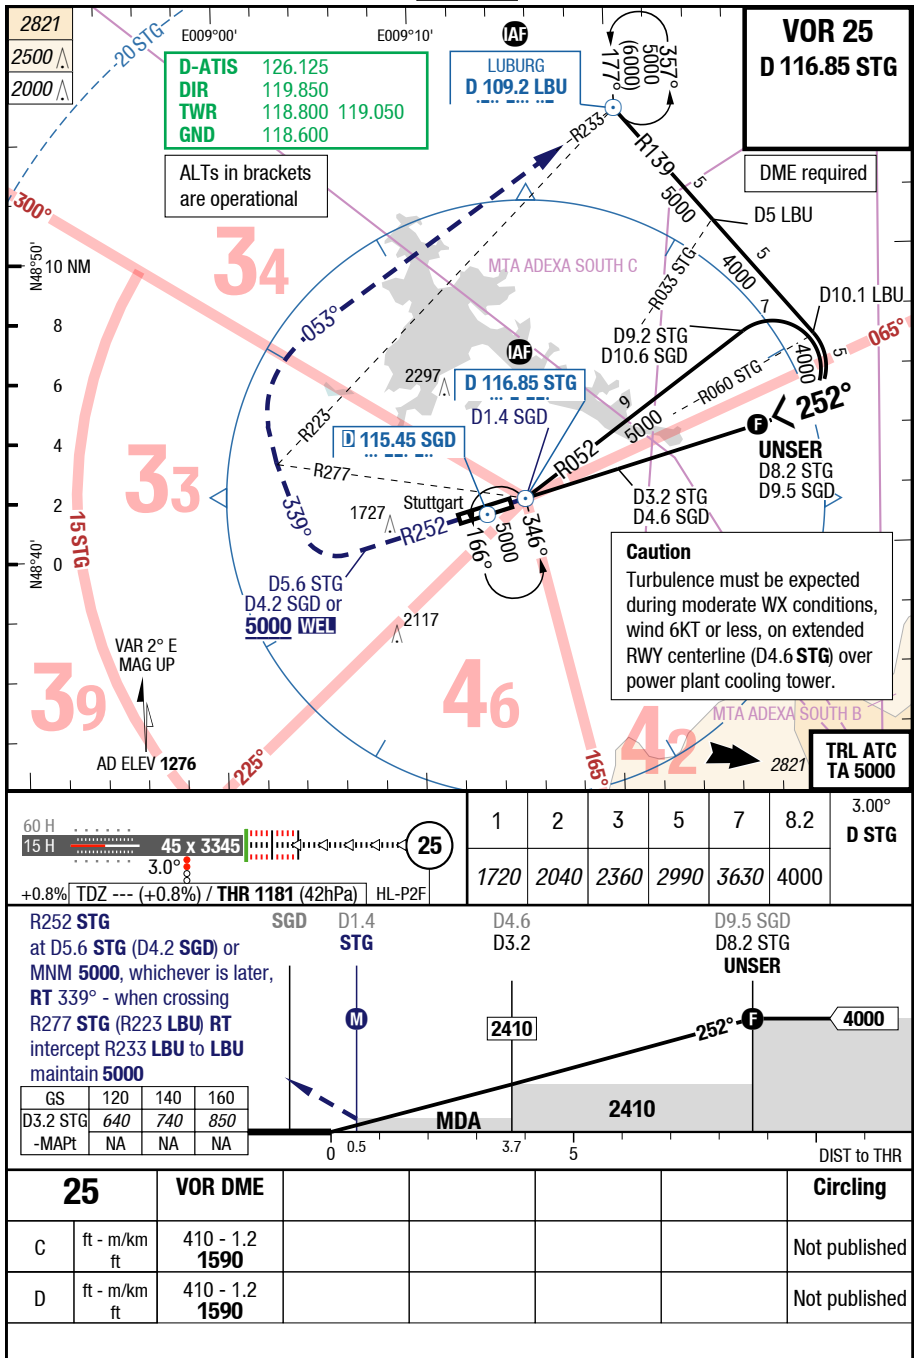 2821
2500
2000
20 STG
E009°00'
E009°10'
IAF
LUBURG
D 109.2 LBU
357°
5000
(6000)
177°
VOR 25
D 116.85 STG
D-ATIS 126.125
DIR 119.850
TWR 118.800 119.050
GND 118.600
ALTs in brackets
are operational
DME required
R233
R139
5
5000
D5 LBU
300°
34
N48°50'
10 NM
MTA ADEXA SOUTH C
R033 STG
5
4000
D10.1 LBU
7
065°
053°
8
D9.2 STG
D10.6 SGD
5
4000
IAF
2297
D 116.85 STG
D1.4 SGD
R060 STG
252°
6
R223
9
5000
F
UNSER
D8.2 STG
D9.5 SGD
4
D 115.45 SGD
R052
R277
33
D3.2 STG
D4.6 SGD
2
339°
1727
Stuttgart
R252
166°
5000
346°
15 STG
N48°40'
0
D5.6 STG
D4.2 SGD or
5000 WEL
2117
Caution
Turbulence must be expected
during moderate WX conditions,
wind 6KT or less, on extended
RWY centerline (D4.6 STG) over
power plant cooling tower.
VAR 2° E
MAG UP
39
46
42
MTA ADEXA SOUTH B
AD ELEV 1276
225°
165°
2821
TRL ATC
TA 5000
60 H
15 H
45 x 3345
3.0°
25
+0.8% TDZ --- (+0.8%) / THR 1181 (42hPa) HL-P2F
1 2 3 5 7 8.2 3.00°
D STG
1720 2040 2360 2990 3630 4000
R252 STG
at D5.6 STG (D4.2 SGD) or
MNM 5000, whichever is later,
RT 339° - when crossing
R277 STG (R223 LBU) RT
intercept R233 LBU to LBU
maintain 5000
SGD
D1.4
STG
D4.6
D3.2
D9.5 SGD
D8.2 STG
UNSER
M
2410
252°
F
4000
MDA
2410
GS 120 140 160
D3.2 STG 640 740 850
-MAPt NA NA NA
0 0.5 3.7 5 DIST to THR
25 VOR DME Circling
C ft - m/km 410 - 1.2 Not published
ft 1590
D ft - m/km 410 - 1.2 Not published
ft 1590